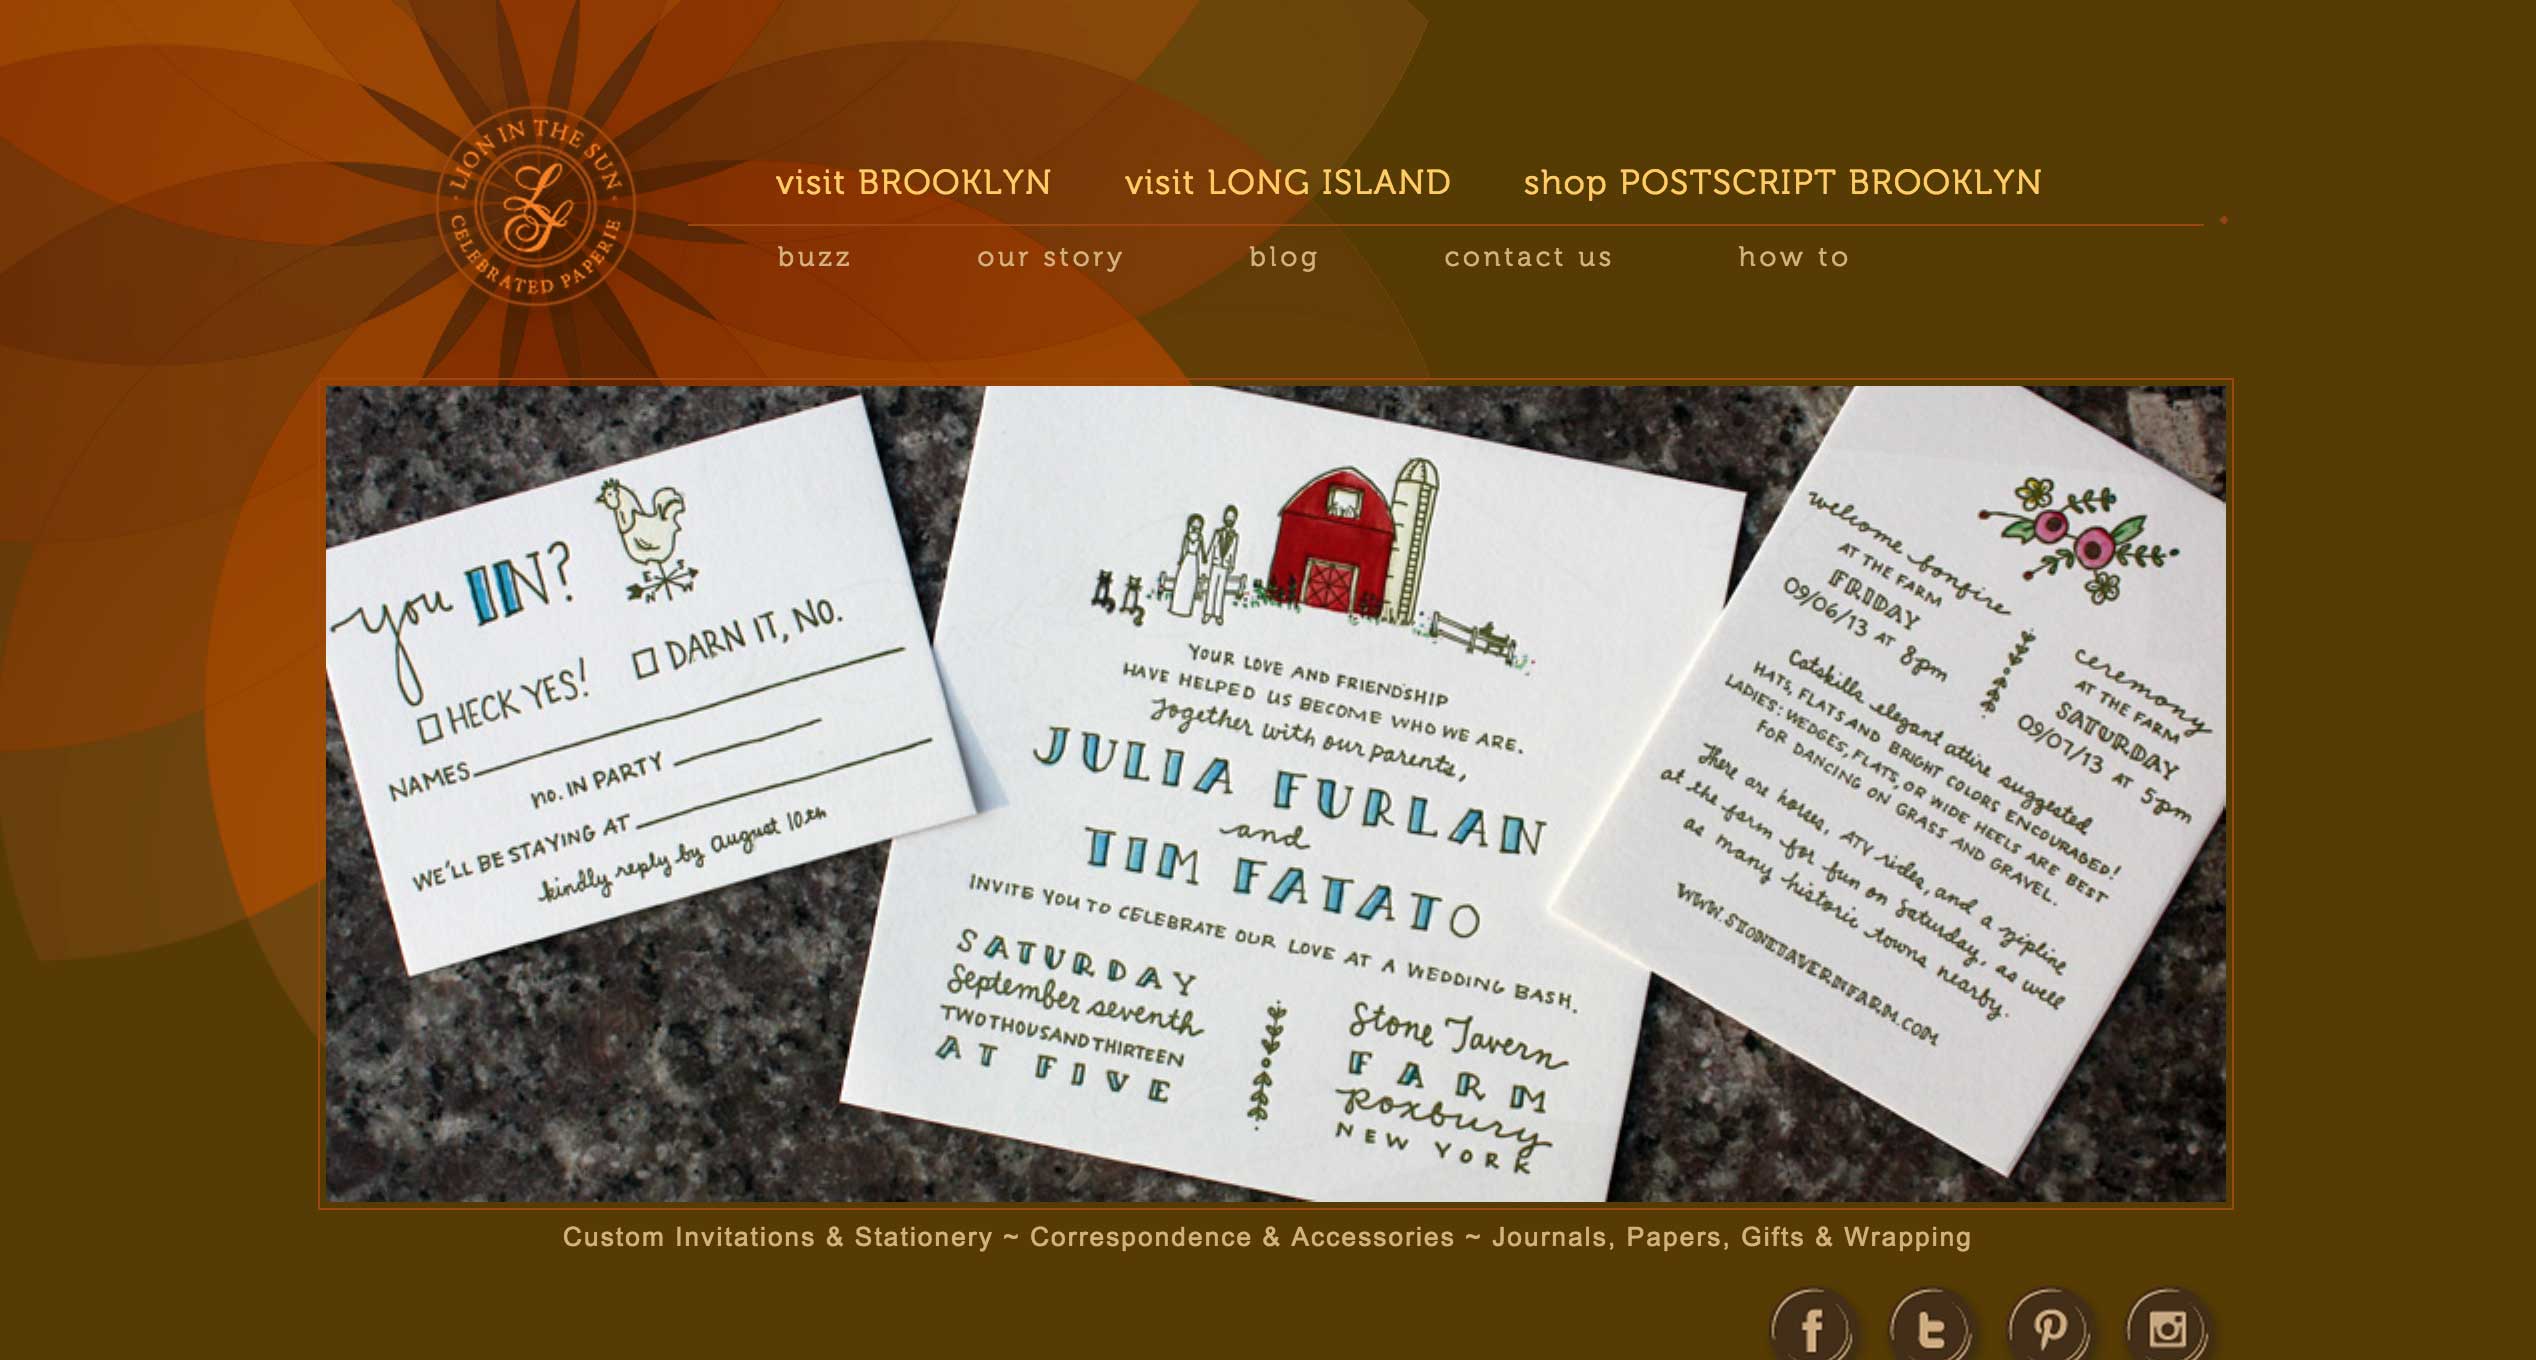 LION IN THE SUN
LS
CELEBRATED PAPERIE
visit BROOKLYN visit LONG ISLAND shop POSTSCRIPT BROOKLYN
buzz our story blog contact us how to
you IN?
E S
N W
HECK YES! DARN IT, NO.
NAMES
no. IN PARTY
WE'LL BE STAYING AT
kindly reply by august 10th
YOUR LOVE AND FRIENDSHIP
HAVE HELPED US BECOME WHO WE ARE.
Together with our parents,
JULIA FURLAN
and
TIM FATATO
INVITE YOU TO CELEBRATE OUR LOVE AT A WEDDING BASH.
SATURDAY
September seventh
TWO THOUSAND THIRTEEN
AT FIVE
Stone Tavern
FARM
Roxbury
NEW YORK
welcome bonfire
AT THE FARM
FRIDAY
09/06/13 AT 8pm
ceremony
AT THE FARM
SATURDAY
09/07/13 AT 5pm
Catskills elegant attire suggested
HATS, FLATS AND BRIGHT COLORS ENCOURAGED!
LADIES: WEDGES, FLATS, OR WIDE HEELS ARE BEST
FOR DANCING ON GRASS AND GRAVEL.
There are horses, ATV rides, and a zipline
at the farm for fun on Saturday, as well
as many historic towns nearby.
WWW.STONETAVERNFARM.COM
Custom Invitations & Stationery ~ Correspondence & Accessories ~ Journals, Papers, Gifts & Wrapping